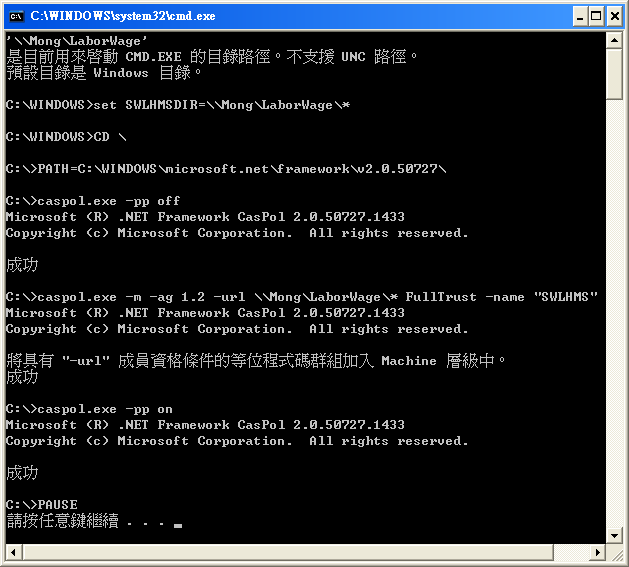 C:\WINDOWS\system32\cmd.exe
'\\Mong\LaborWage'
是目前用來啓動 CMD.EXE 的目錄路徑。不支援 UNC 路徑。
預設目錄是 Windows 目錄。
C:\WINDOWS>set SWLHMSDIR=\\Mong\LaborWage\*
C:\WINDOWS>CD \
C:\>PATH=C:\WINDOWS\microsoft.net\framework\v2.0.50727\
C:\>caspol.exe -pp off
Microsoft (R) .NET Framework CasPol 2.0.50727.1433
Copyright (c) Microsoft Corporation.  All rights reserved.
成功
C:\>caspol.exe -m -ag 1.2 -url \\Mong\LaborWage\* FullTrust -name "SWLHMS"
Microsoft (R) .NET Framework CasPol 2.0.50727.1433
Copyright (c) Microsoft Corporation.  All rights reserved.
將具有 "-url" 成員資格條件的等位程式碼群組加入 Machine 層級中。
成功
C:\>caspol.exe -pp on
Microsoft (R) .NET Framework CasPol 2.0.50727.1433
Copyright (c) Microsoft Corporation.  All rights reserved.
成功
C:\>PAUSE
請按任意鍵繼續 . . . _